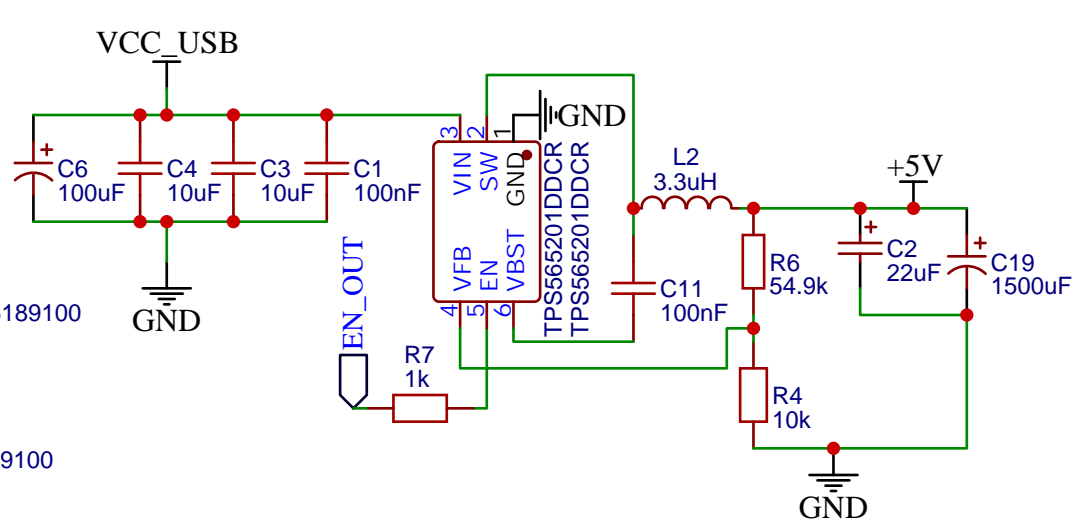 VCC_USB
C6
100uF
C4
10uF
C3
10uF
C1
100nF
GND
189100
9100
EN_OUT
R7
1k
3
2
1
VIN
SW
GND
VFB
EN
VBST
4
5
6
TPS565201DDCR
TPS565201DDCR
GND
L2
3.3uH
C11
100nF
R6
54.9k
R4
10k
+5V
C2
22uF
C19
1500uF
GND